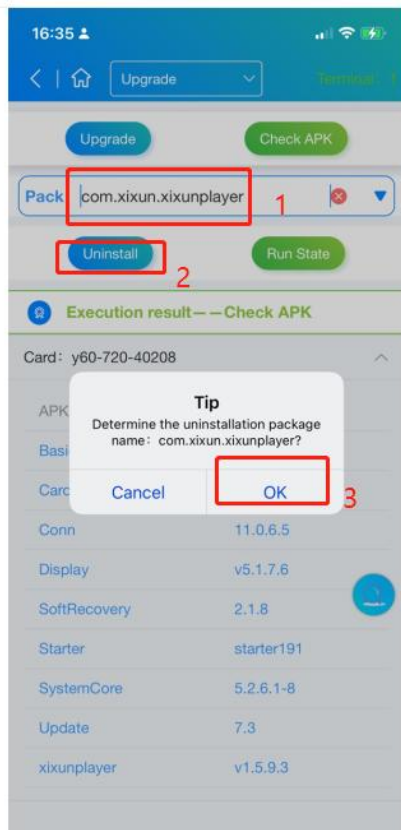 16:35
Upgrade
Terminal: 1
Upgrade
Check APK
Pack
com.xixun.xixunplayer
1
Uninstall
Run State
2
Execution result——Check APK
Card: y60-720-40208
Tip
APK
Determine the uninstallation package
name: com.xixun.xixunplayer?
Basi
Card
Cancel
OK
3
Conn
11.0.6.5
Display
v5.1.7.6
SoftRecovery
2.1.8
Starter
starter191
SystemCore
5.2.6.1-8
Update
7.3
xixunplayer
v1.5.9.3